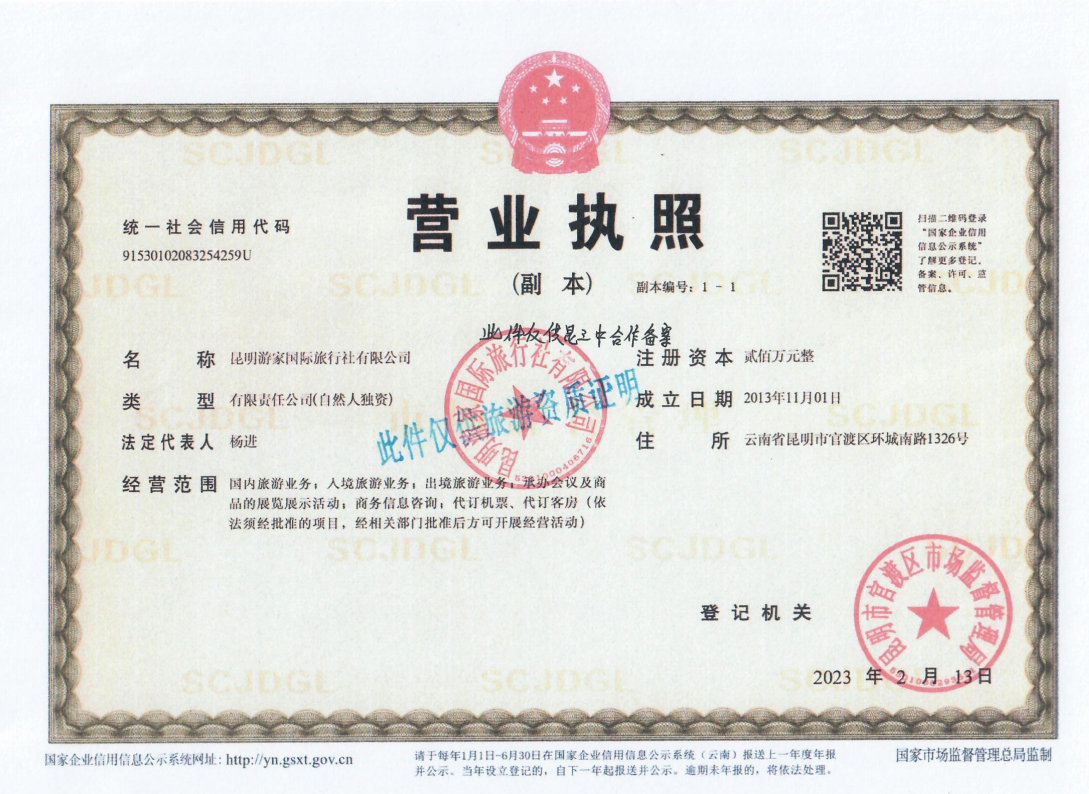 营业执照
(副 本)
副本编号：1 - 1
统一社会信用代码
91530102083254259U
扫描二维码登录
“国家企业信用
信息公示系统”
了解更多登记、
备案、许可、监
管信息。
此件仅供昆三中合作备案
名 称 昆明游家国际旅行社有限公司
类 型 有限责任公司(自然人独资)
法定代表人 杨进
经营范围 国内旅游业务；入境旅游业务；出境旅游业务；承办会议及商
品的展览展示活动；商务信息咨询；代订机票、代订客房（依
法须经批准的项目，经相关部门批准后方可开展经营活动）
注册资本 贰佰万元整
成立日期 2013年11月01日
住 所 云南省昆明市官渡区环城南路1326号
此件仅供旅游资质证明
昆明游家国际旅行社有限公司
登记机关
昆明市官渡区市场监督管理局
2023 年 2 月 13 日
国家企业信用信息公示系统网址：http://yn.gsxt.gov.cn
请于每年1月1日-6月30日在国家企业信用信息公示系统（云南）报送上一年度年报
并公示。当年设立登记的，自下一年起报送并公示。逾期未年报的，将依法处理。
国家市场监督管理总局监制
SCJDGL